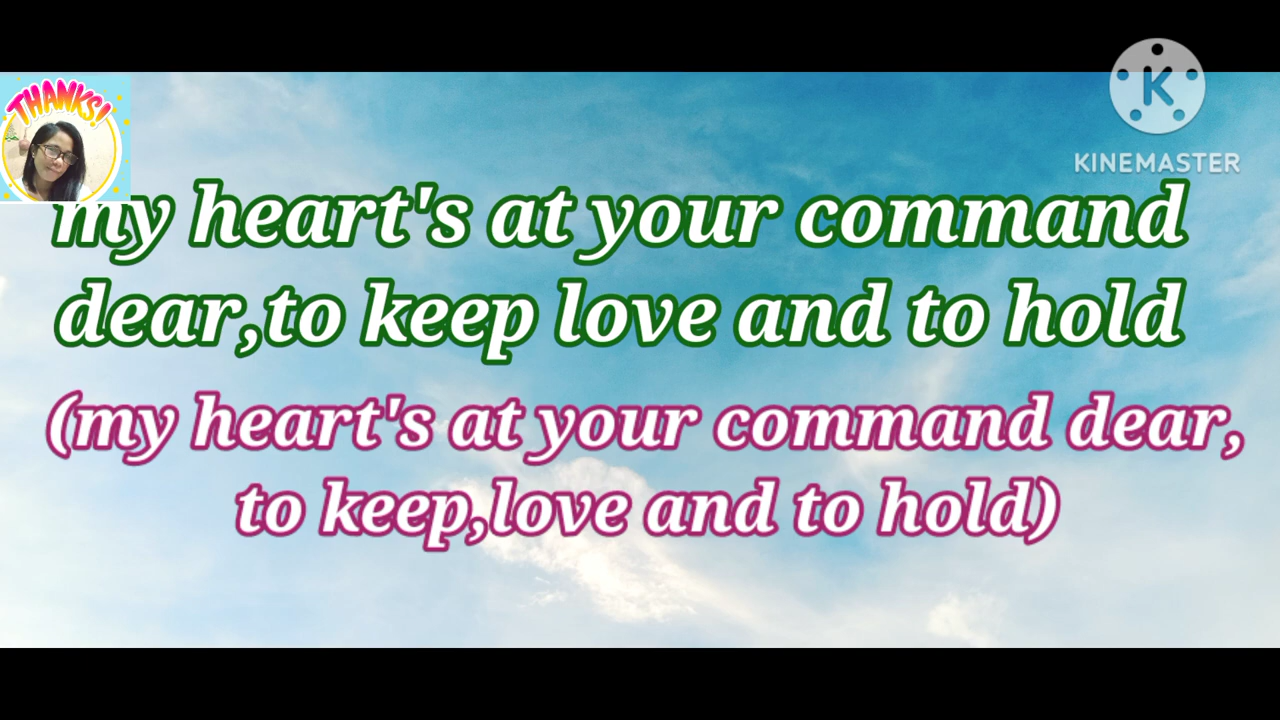 THANKS!
K
KINEMASTER
my heart's at your command
dear,to keep love and to hold
(my heart's at your command dear,
to keep,love and to hold)